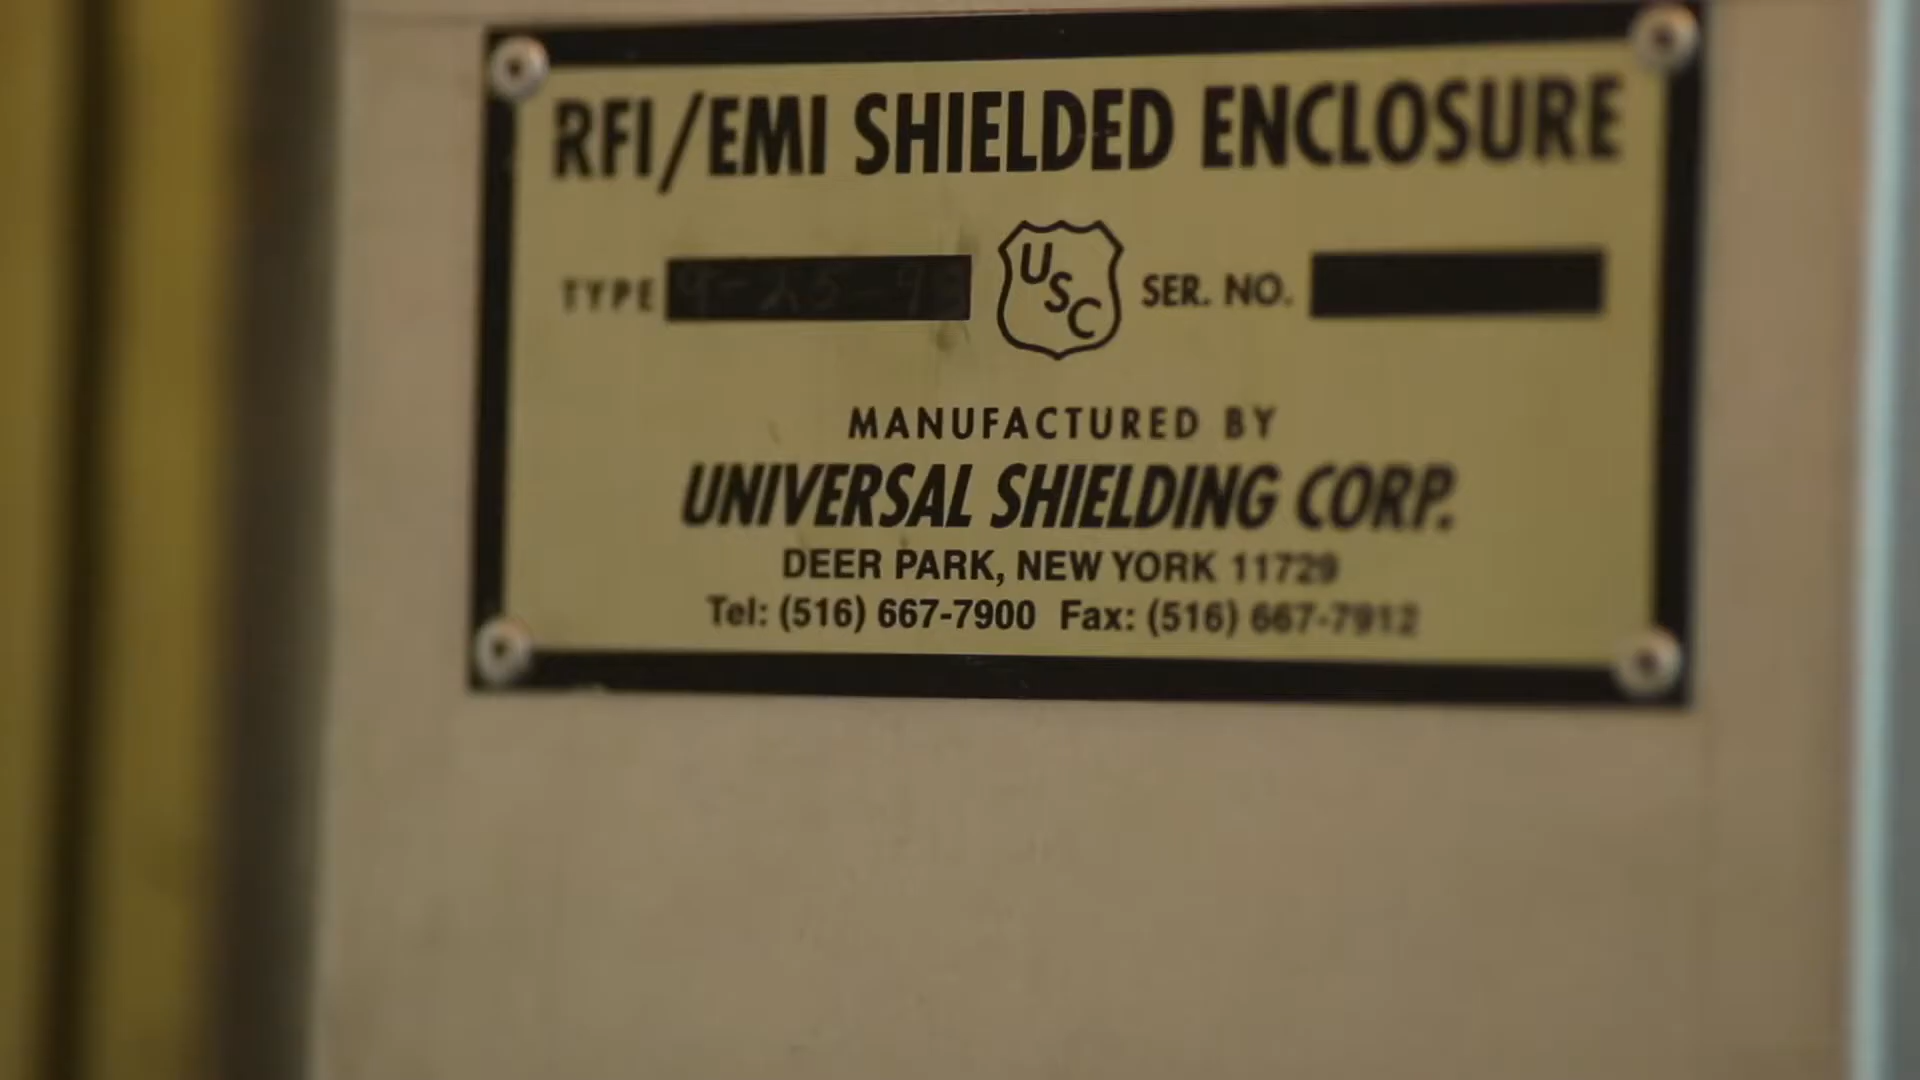 RFI/EMI SHIELDED ENCLOSURE
TYPE USC SER. NO.
MANUFACTURED BY
UNIVERSAL SHIELDING CORP.
DEER PARK, NEW YORK 11729
Tel: (516) 667-7900 Fax: (516) 667-7912